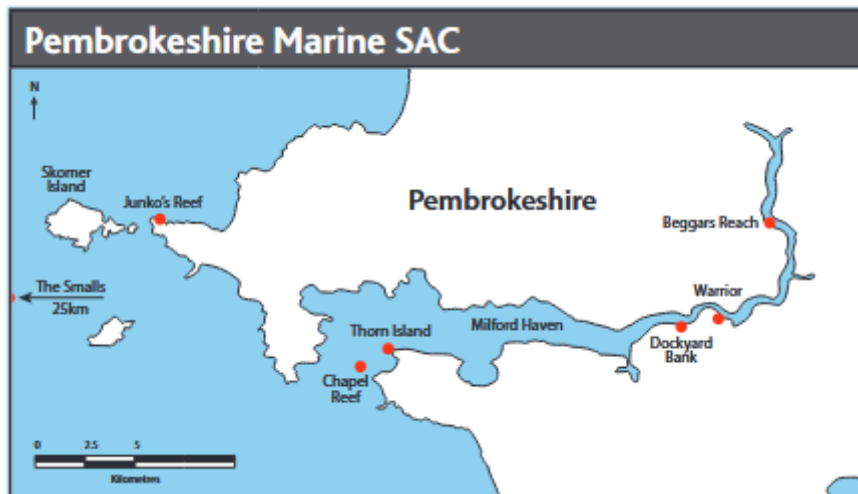 Pembrokeshire Marine SAC
N
Skomer
Island
Junko's Reef
Pembrokeshire
Beggars Reach
The Smalls
25km
Warrior
Thorn Island
Milford Haven
Dockyard
Bank
Chapel
Reef
0 2.5 5
Kilometers